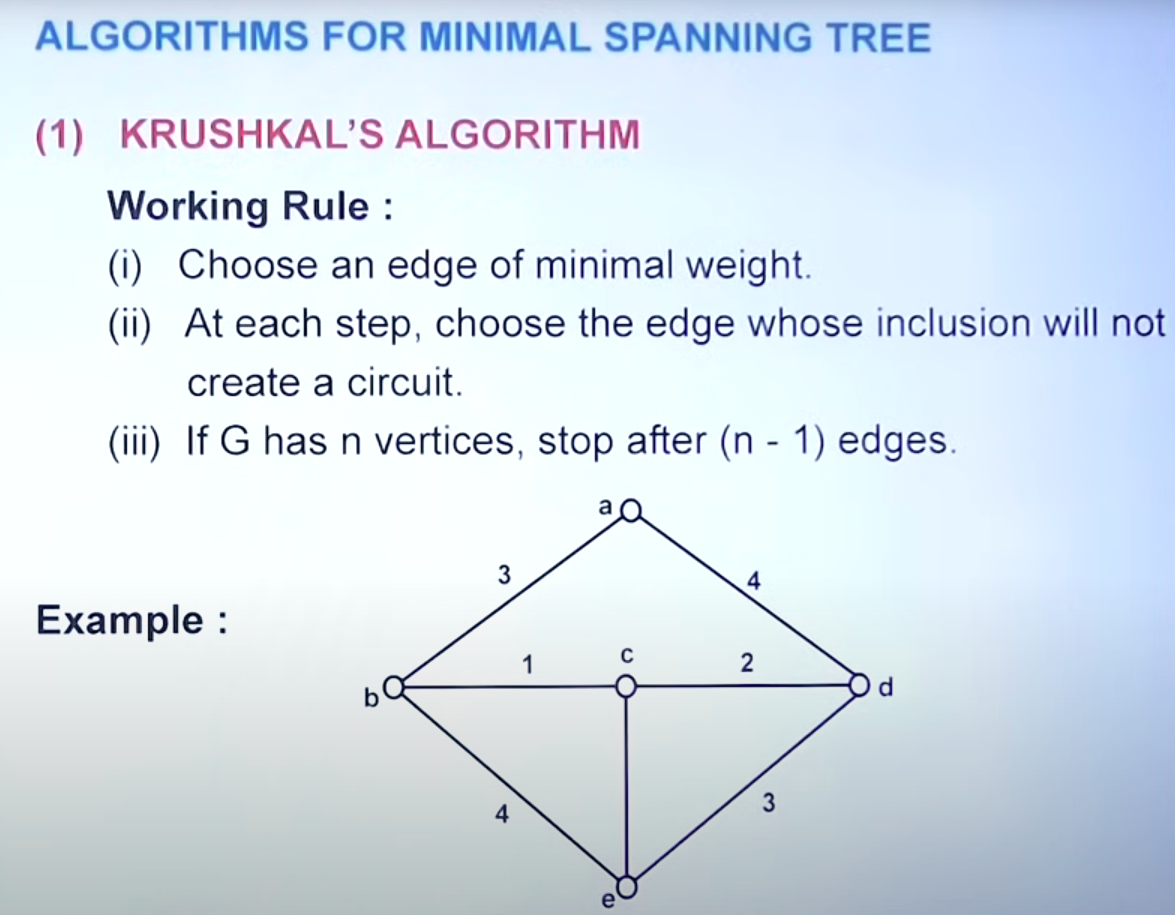 ALGORITHMS FOR MINIMAL SPANNING TREE
(1) KRUSHKAL'S ALGORITHM
Working Rule :
(i) Choose an edge of minimal weight.
(ii) At each step, choose the edge whose inclusion will not
create a circuit.
(iii) If G has n vertices, stop after (n - 1) edges.
a
3
4
Example :
1
c
2
b
d
4
3
e